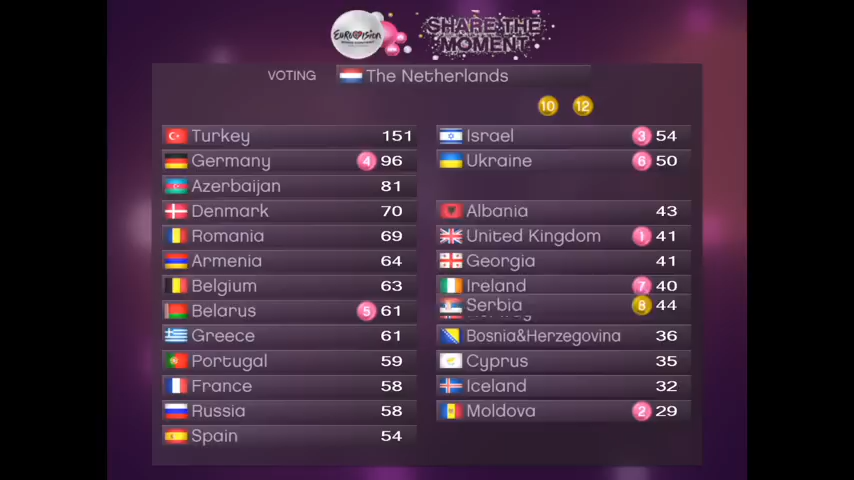 EUROVISION
SHARE THE
MOMENT
VOTING The Netherlands
10 12
Turkey 151
Germany 4 96
Azerbaijan 81
Denmark 70
Romania 69
Armenia 64
Belgium 63
Belarus 5 61
Greece 61
Portugal 59
France 58
Russia 58
Spain 54
Israel 3 54
Ukraine 6 50
Albania 43
United Kingdom 1 41
Georgia 41
Ireland 7 40
Serbia 8 44
Bosnia&Herzegovina 36
Cyprus 35
Iceland 32
Moldova 2 29